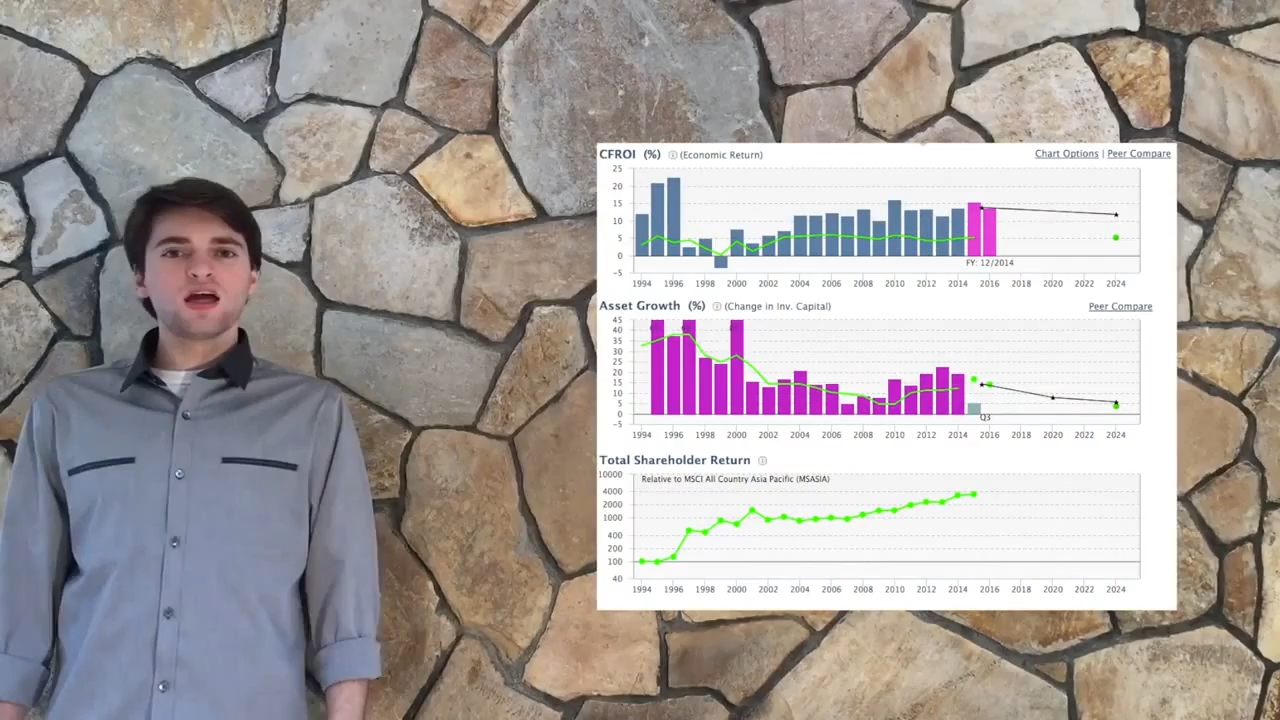 CFROI (%) ⓘ (Economic Return) Chart Options | Peer Compare
25
20
15
10
5
0
-5
FY: 12/2014
1994 1996 1998 2000 2002 2004 2006 2008 2010 2012 2014 2016 2018 2020 2022 2024
Asset Growth (%) ⓘ (Change in Inv. Capital) Peer Compare
45
40
35
30
25
20
15
10
5
0
-5
Q3
1994 1996 1998 2000 2002 2004 2006 2008 2010 2012 2014 2016 2018 2020 2022 2024
Total Shareholder Return ⓘ
10000
Relative to MSCI All Country Asia Pacific (MSASIA)
4000
2000
1000
400
200
100
40
1994 1996 1998 2000 2002 2004 2006 2008 2010 2012 2014 2016 2018 2020 2022 2024